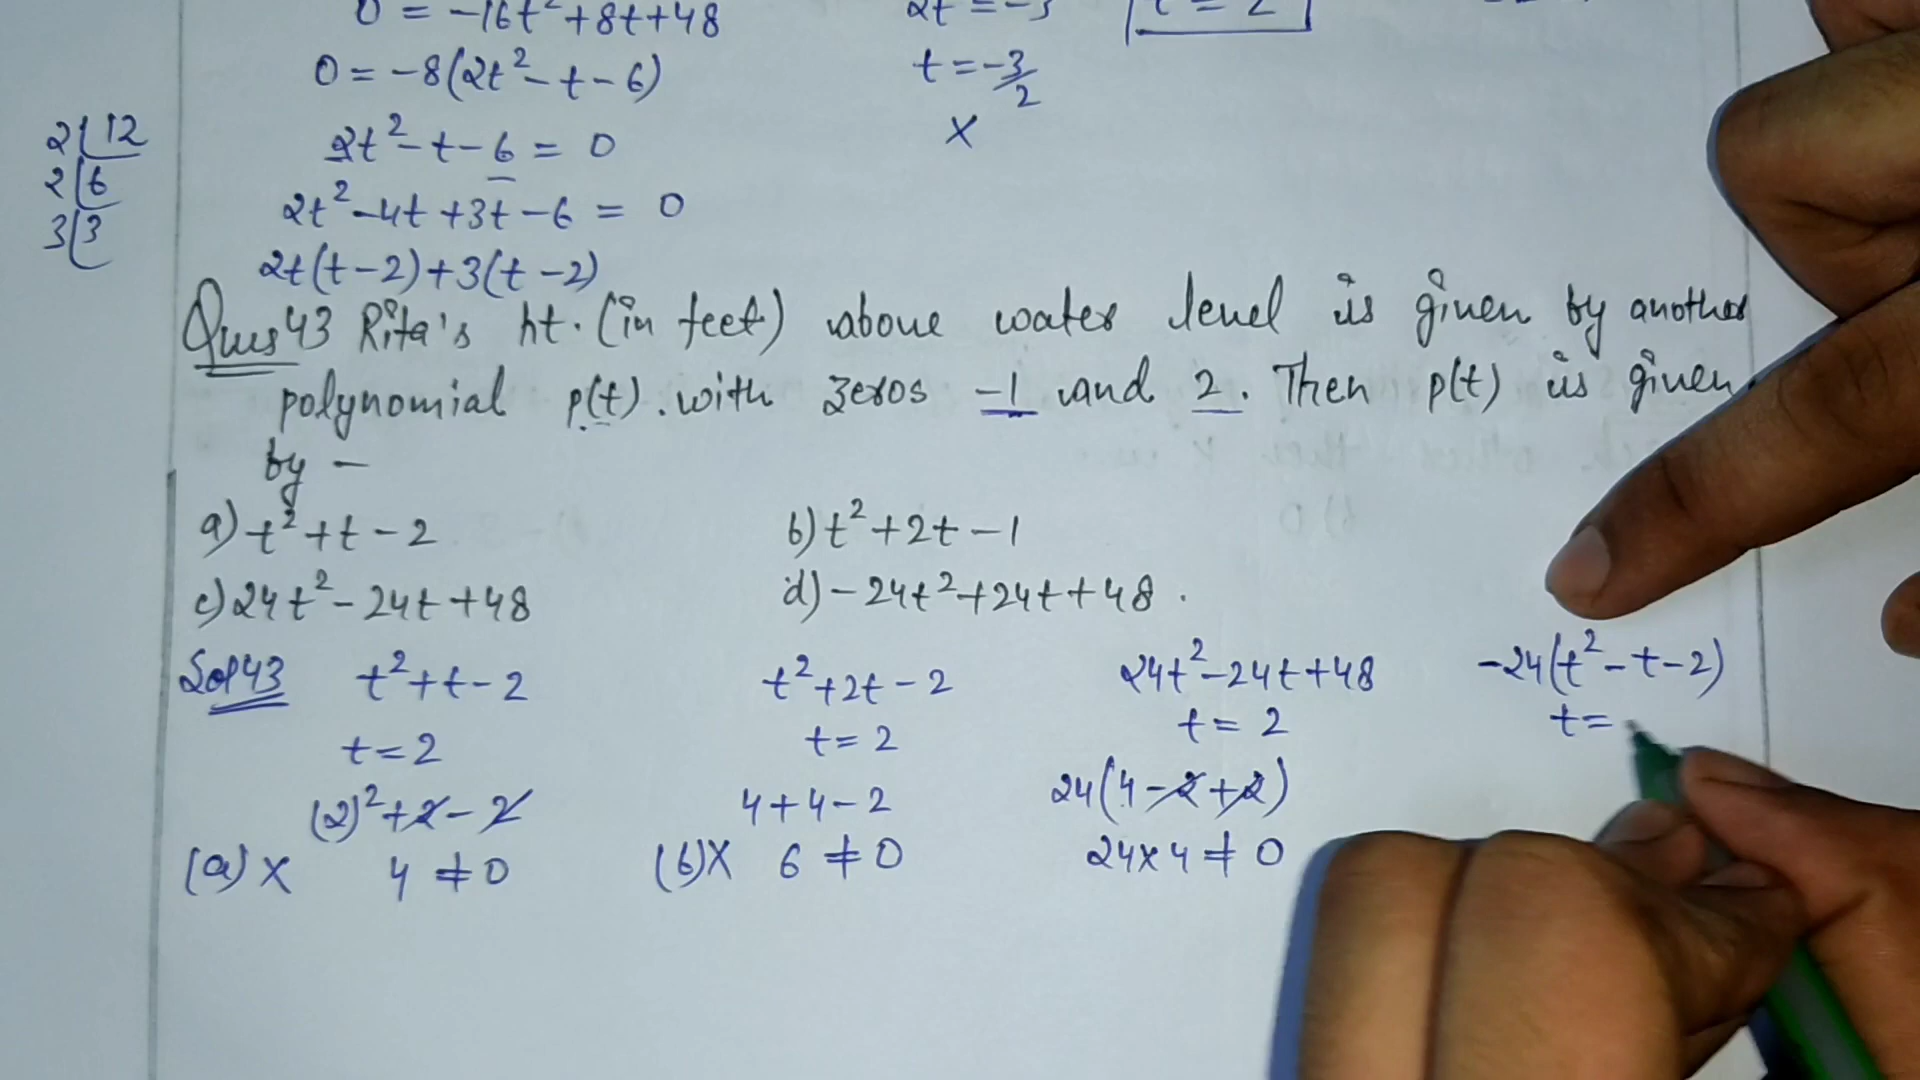 0 = -16t² + 8t + 48
2t = -3
t = 2
0 = -8(2t² - t - 6)
t = -3/2
2t² - t - 6 = 0
×
2t² - 4t + 3t - 6 = 0
2t(t - 2) + 3(t - 2)
2 | 12
2 | 6
3 | 3
Ques 43 Rita's ht. (in feet) above water level is given by another
polynomial p(t). with zeros -1 and 2. Then p(t) is given
by -
a) t² + t - 2
b) t² + 2t - 1
c) 24t² - 24t + 48
d) -24t² + 24t + 48.
Sol 43
t² + t - 2
t = 2
(2)² + 2 - 2
(a) × 4 ≠ 0
t² + 2t - 2
t = 2
4 + 4 - 2
(b) × 6 ≠ 0
24t² - 24t + 48
t = 2
24(4 - 2 + 2)
24 × 4 ≠ 0
-24(t² - t - 2)
t =